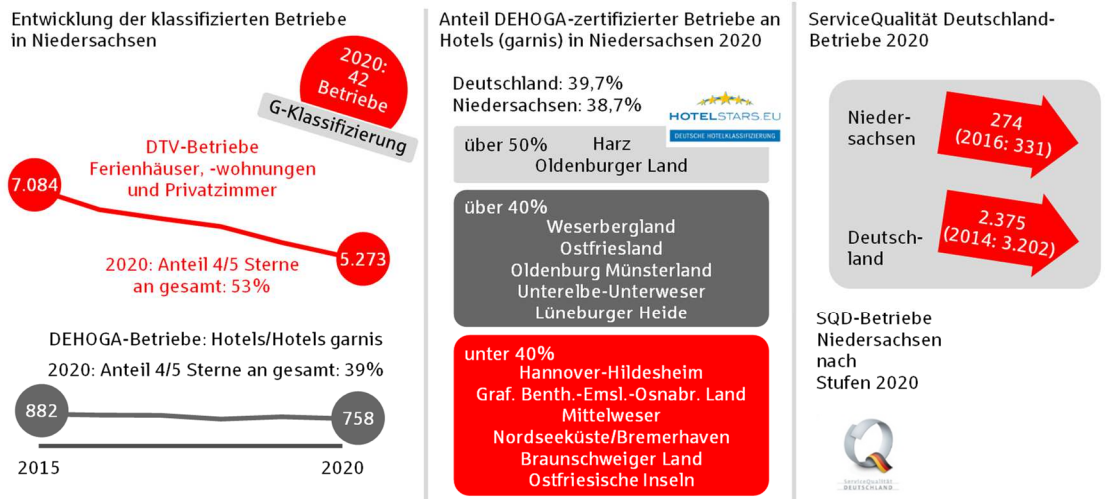 Entwicklung der klassifizierten Betriebe
in Niedersachsen
2020:
42
Betriebe
G-Klassifizierung
DTV-Betriebe
Ferienhäuser, -wohnungen
und Privatzimmer
7.084
5.273
2020: Anteil 4/5 Sterne
an gesamt: 53%
DEHOGA-Betriebe: Hotels/Hotels garnis
2020: Anteil 4/5 Sterne an gesamt: 39%
882
758
2015
2020
Anteil DEHOGA-zertifizierter Betriebe an
Hotels (garnis) in Niedersachsen 2020
Deutschland: 39,7%
Niedersachsen: 38,7%
HOTELSTARS.EU
DEUTSCHE HOTELKLASSIFIZIERUNG
über 50%
Harz
Oldenburger Land
über 40%
Weserbergland
Ostfriesland
Oldenburg Münsterland
Unterelbe-Unterweser
Lüneburger Heide
unter 40%
Hannover-Hildesheim
Graf. Benth.-Emsl.-Osnabr. Land
Mittelweser
Nordseeküste/Bremerhaven
Braunschweiger Land
Ostfriesische Inseln
ServiceQualität Deutschland-
Betriebe 2020
Nieder-
sachsen
274
(2016: 331)
Deutsch-
land
2.375
(2014: 3.202)
SQD-Betriebe
Niedersachsen
nach
Stufen 2020
ServiceQualität
DEUTSCHLAND